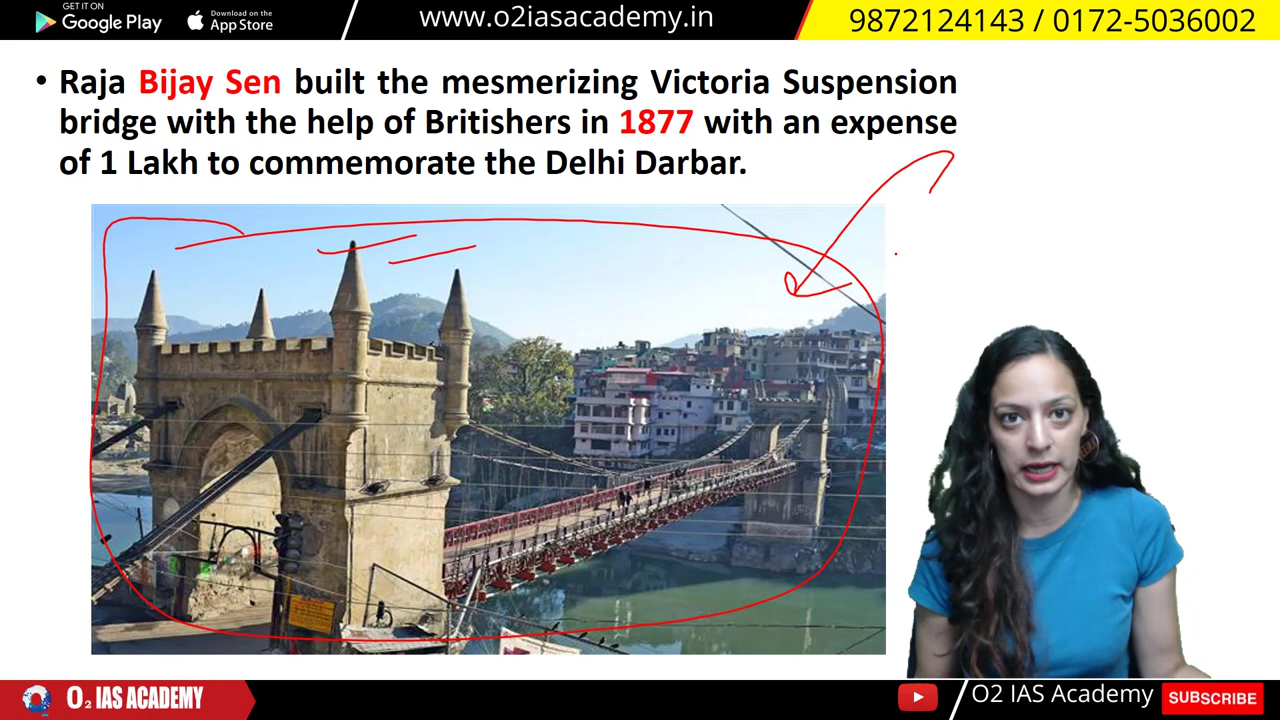 GET IT ON
Google Play
Download on the
App Store
www.o2iasacademy.in
9872124143 / 0172-5036002
• Raja Bijay Sen built the mesmerizing Victoria Suspension
bridge with the help of Britishers in 1877 with an expense
of 1 Lakh to commemorate the Delhi Darbar.
O2 IAS ACADEMY
O2 IAS Academy
SUBSCRIBE